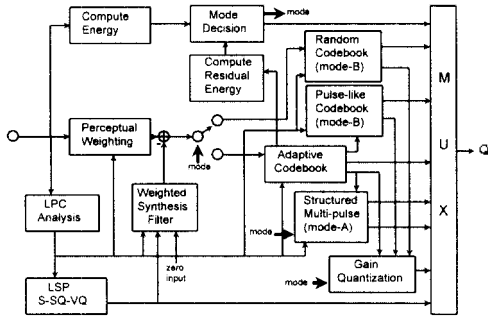 Compute
Energy
Mode
Decision
mode
Compute
Residual
Energy
Random
Codebook
(mode-B)
Pulse-like
Codebook
(mode-B)
M
U
X
Perceptual
Weighting
-
mode
Adaptive
Codebook
LPC
Analysis
Weighted
Synthesis
Filter
Structured
Multi-pulse
(mode-A)
mode
zero
input
LSP
S-SQ-VQ
mode
Gain
Quantization